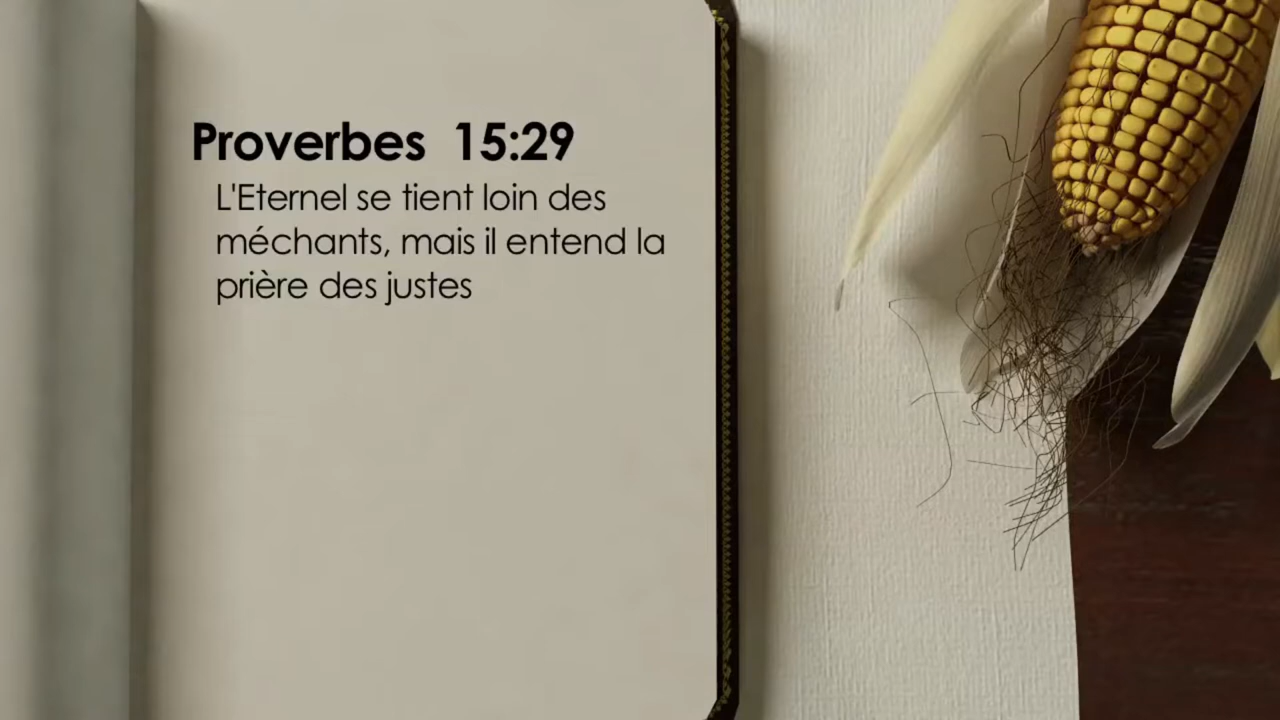 Proverbes 15:29
L'Eternel se tient loin des
méchants, mais il entend la
prière des justes